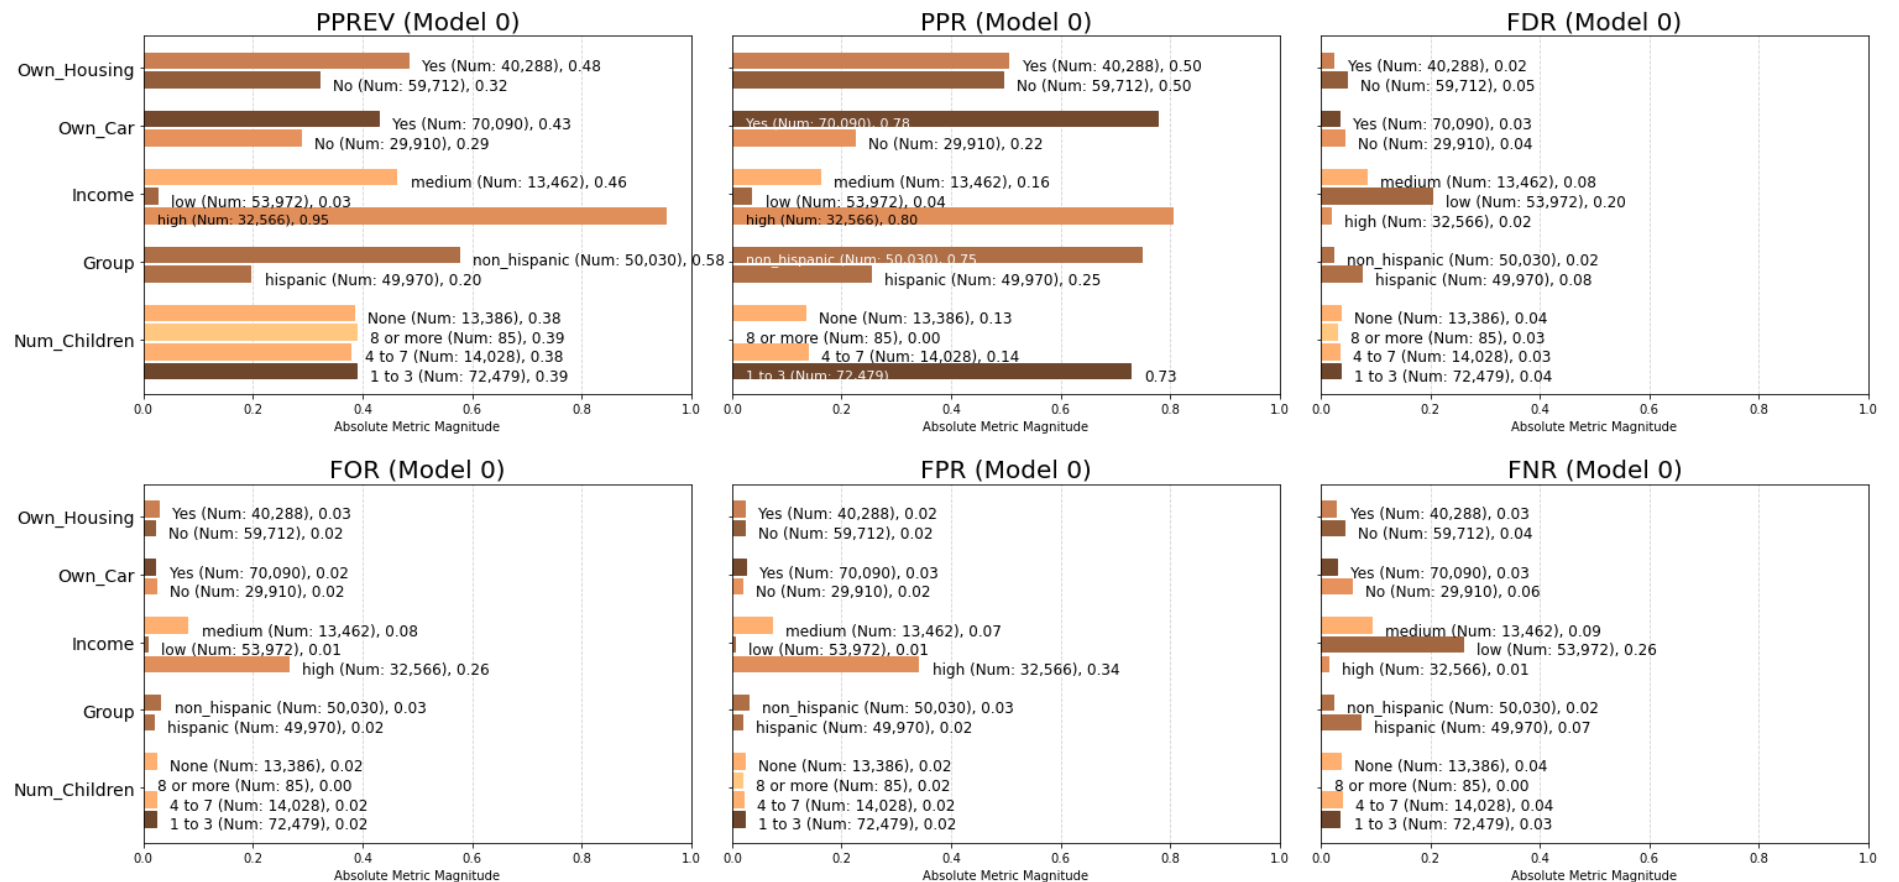 PPREV (Model 0)
Own_Housing
Yes (Num: 40,288), 0.48
No (Num: 59,712), 0.32
Own_Car
Yes (Num: 70,090), 0.43
No (Num: 29,910), 0.29
Income
medium (Num: 13,462), 0.46
low (Num: 53,972), 0.03
high (Num: 32,566), 0.95
Group
non_hispanic (Num: 50,030), 0.58
hispanic (Num: 49,970), 0.20
Num_Children
None (Num: 13,386), 0.38
8 or more (Num: 85), 0.39
4 to 7 (Num: 14,028), 0.38
1 to 3 (Num: 72,479), 0.39
0.0 0.2 0.4 0.6 0.8 1.0
Absolute Metric Magnitude
PPR (Model 0)
Yes (Num: 40,288), 0.50
No (Num: 59,712), 0.50
Yes (Num: 70,090), 0.78
No (Num: 29,910), 0.22
medium (Num: 13,462), 0.16
low (Num: 53,972), 0.04
high (Num: 32,566), 0.80
non_hispanic (Num: 50,030), 0.75
hispanic (Num: 49,970), 0.25
None (Num: 13,386), 0.13
8 or more (Num: 85), 0.00
4 to 7 (Num: 14,028), 0.14
1 to 3 (Num: 72,479), 0.73
0.0 0.2 0.4 0.6 0.8 1.0
Absolute Metric Magnitude
FDR (Model 0)
Yes (Num: 40,288), 0.02
No (Num: 59,712), 0.05
Yes (Num: 70,090), 0.03
No (Num: 29,910), 0.04
medium (Num: 13,462), 0.08
low (Num: 53,972), 0.20
high (Num: 32,566), 0.02
non_hispanic (Num: 50,030), 0.02
hispanic (Num: 49,970), 0.08
None (Num: 13,386), 0.04
8 or more (Num: 85), 0.03
4 to 7 (Num: 14,028), 0.03
1 to 3 (Num: 72,479), 0.04
0.0 0.2 0.4 0.6 0.8 1.0
Absolute Metric Magnitude
FOR (Model 0)
Own_Housing
Yes (Num: 40,288), 0.03
No (Num: 59,712), 0.02
Own_Car
Yes (Num: 70,090), 0.02
No (Num: 29,910), 0.02
Income
medium (Num: 13,462), 0.08
low (Num: 53,972), 0.01
high (Num: 32,566), 0.26
Group
non_hispanic (Num: 50,030), 0.03
hispanic (Num: 49,970), 0.02
Num_Children
None (Num: 13,386), 0.02
8 or more (Num: 85), 0.00
4 to 7 (Num: 14,028), 0.02
1 to 3 (Num: 72,479), 0.02
0.0 0.2 0.4 0.6 0.8 1.0
Absolute Metric Magnitude
FPR (Model 0)
Yes (Num: 40,288), 0.02
No (Num: 59,712), 0.02
Yes (Num: 70,090), 0.03
No (Num: 29,910), 0.02
medium (Num: 13,462), 0.07
low (Num: 53,972), 0.01
high (Num: 32,566), 0.34
non_hispanic (Num: 50,030), 0.03
hispanic (Num: 49,970), 0.02
None (Num: 13,386), 0.02
8 or more (Num: 85), 0.02
4 to 7 (Num: 14,028), 0.02
1 to 3 (Num: 72,479), 0.02
0.0 0.2 0.4 0.6 0.8 1.0
Absolute Metric Magnitude
FNR (Model 0)
Yes (Num: 40,288), 0.03
No (Num: 59,712), 0.04
Yes (Num: 70,090), 0.03
No (Num: 29,910), 0.06
medium (Num: 13,462), 0.09
low (Num: 53,972), 0.26
high (Num: 32,566), 0.01
non_hispanic (Num: 50,030), 0.02
hispanic (Num: 49,970), 0.07
None (Num: 13,386), 0.04
8 or more (Num: 85), 0.00
4 to 7 (Num: 14,028), 0.04
1 to 3 (Num: 72,479), 0.03
0.0 0.2 0.4 0.6 0.8 1.0
Absolute Metric Magnitude